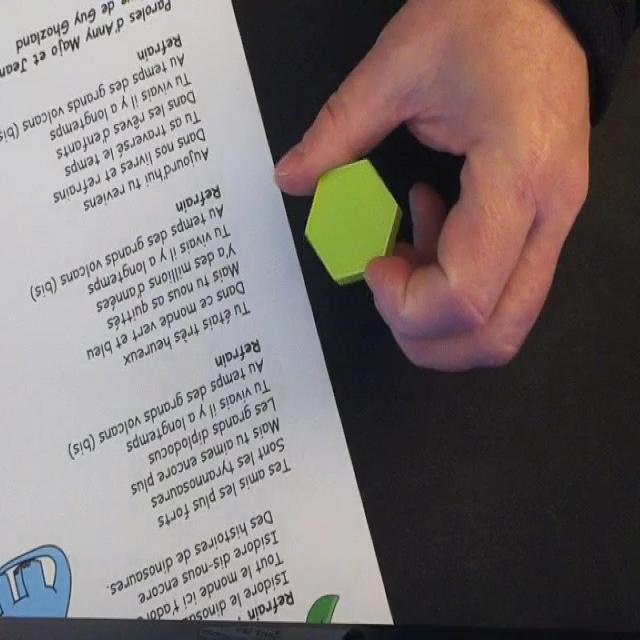 Refrain
Isidore le dinosa
Tout le monde ici t'ador
Isidore dis-nous encore
Des histoires de dinosaures.
Tes amis les plus forts
Sont les tyrannosaures
Mais tu aimes encore plus
Les grands diplodocus
Tu vivais il y a longtemps
Au temps des grands volcans (bis)
Refrain
Tu étais très heureux
Dans ce monde vert et bleu
Mais tu nous as quittés
Y'a des millions d'années
Tu vivais il y a longtemps
Au temps des grands volcans (bis)
Refrain
Aujourd'hu tu reviens
Dans nos livres et refrains
Tu as traversé le temps
Dans les rêves d'enfants
Tu vivais il y a longtemps
Au temps des grands volcans (bis)
Refrain
Paroles d'Anny Majo et Jean
de Guy Ghozland